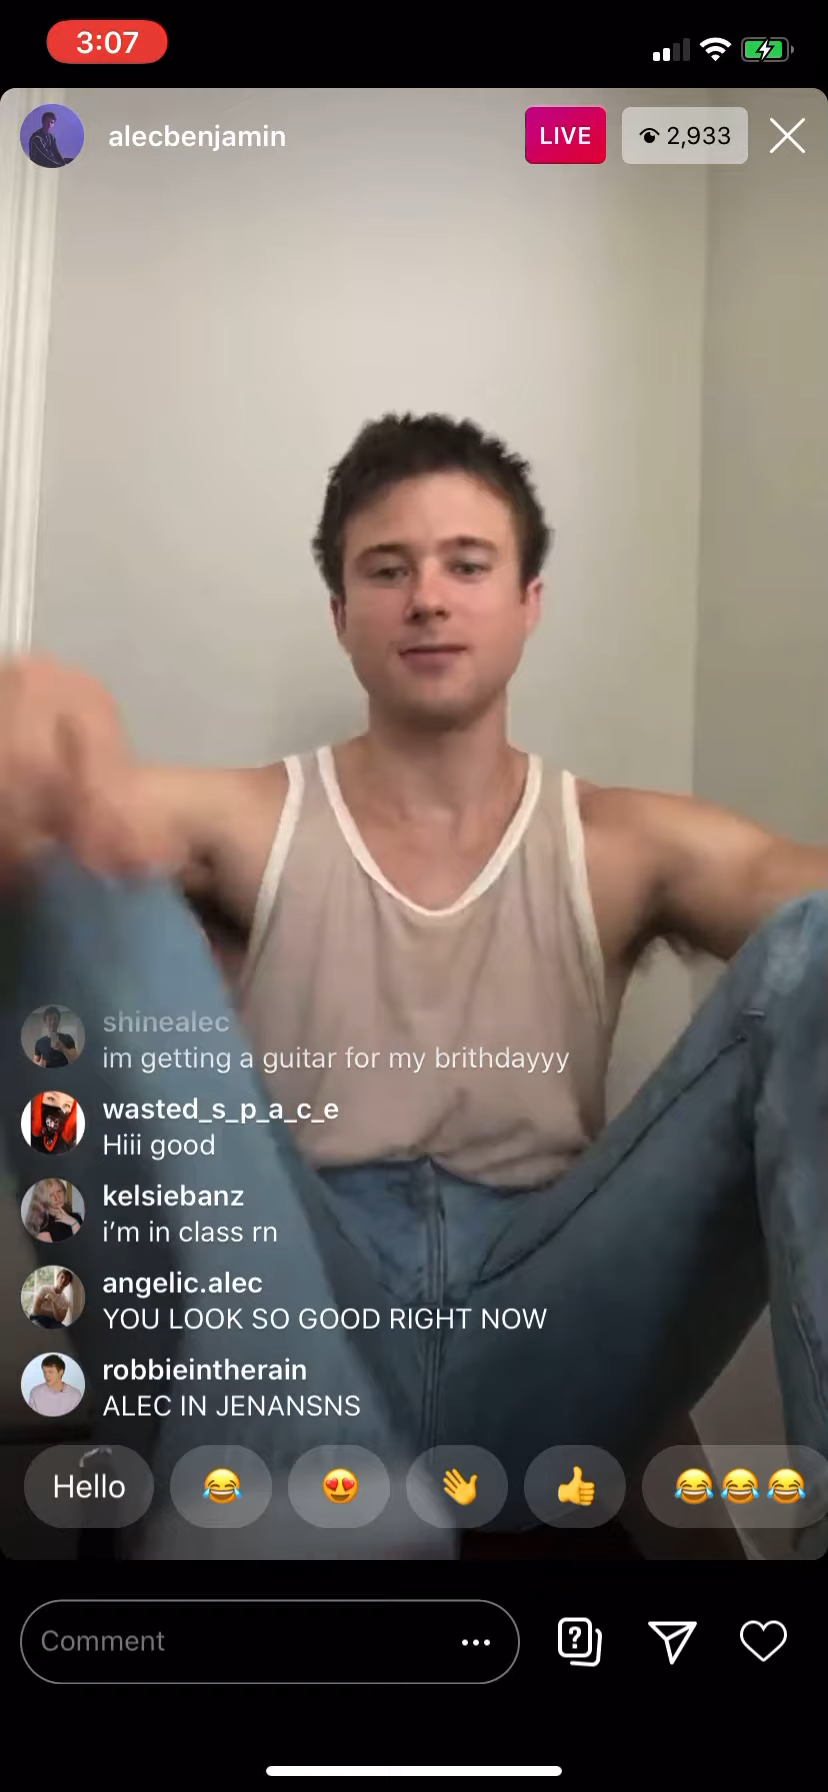 3:07
alecbenjamin
LIVE
2,933
shinealec
im getting a guitar for my brithdayyy
wasted_s_p_a_c_e
Hiii good
kelsiebanz
i’m in class rn
angelic.alec
YOU LOOK SO GOOD RIGHT NOW
robbieintherain
ALEC IN JENANSNS
Hello 😂 😍 👋 👍 😂😂😂
Comment